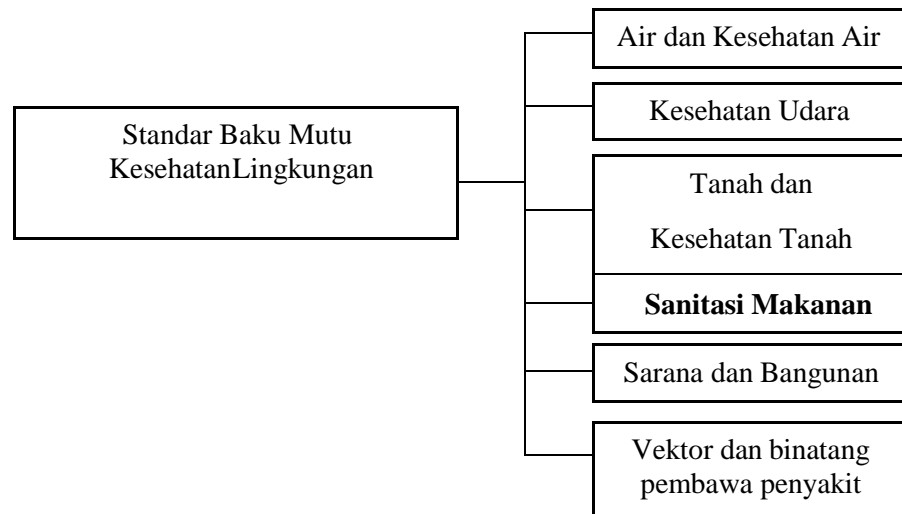 Standar Baku Mutu
KesehatanLingkungan
Air dan Kesehatan Air
Kesehatan Udara
Tanah dan
Kesehatan Tanah
Sanitasi Makanan
Sarana dan Bangunan
Vektor dan binatang
pembawa penyakit